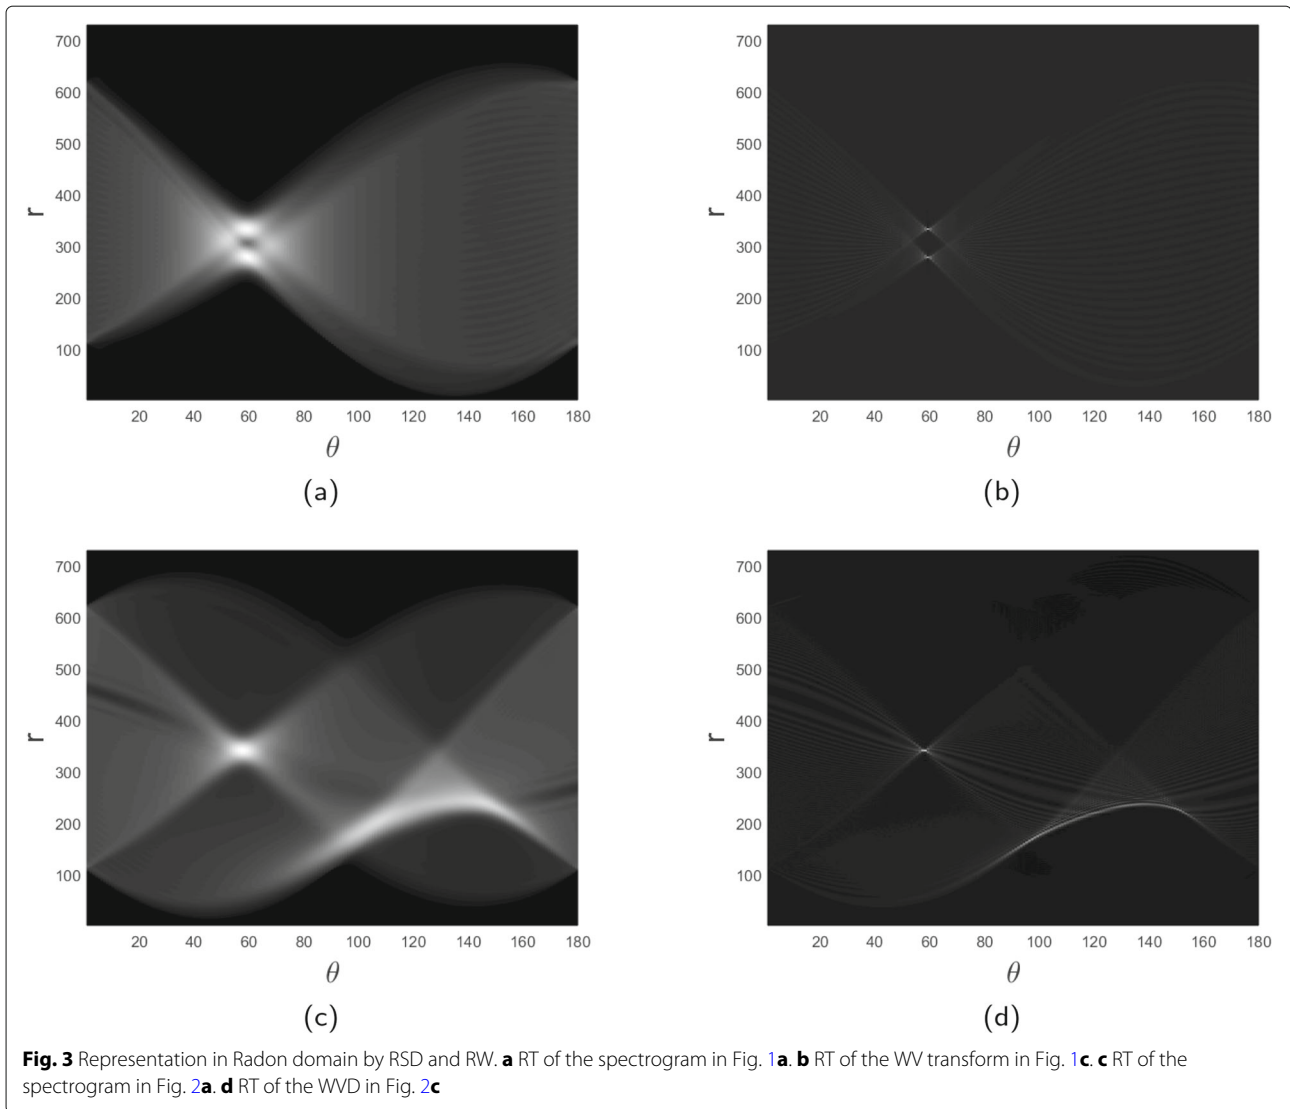 700
600
500
400
300
200
100
r
20 40 60 80 100 120 140 160 180
θ
(a)
700
600
500
400
300
200
100
r
20 40 60 80 100 120 140 160 180
θ
(b)
700
600
500
400
300
200
100
r
20 40 60 80 100 120 140 160 180
θ
(c)
700
600
500
400
300
200
100
r
20 40 60 80 100 120 140 160 180
θ
(d)
Fig. 3 Representation in Radon domain by RSD and RW. a RT of the spectrogram in Fig. 1a. b RT of the WV transform in Fig. 1c. c RT of the
spectrogram in Fig. 2a. d RT of the WVD in Fig. 2c